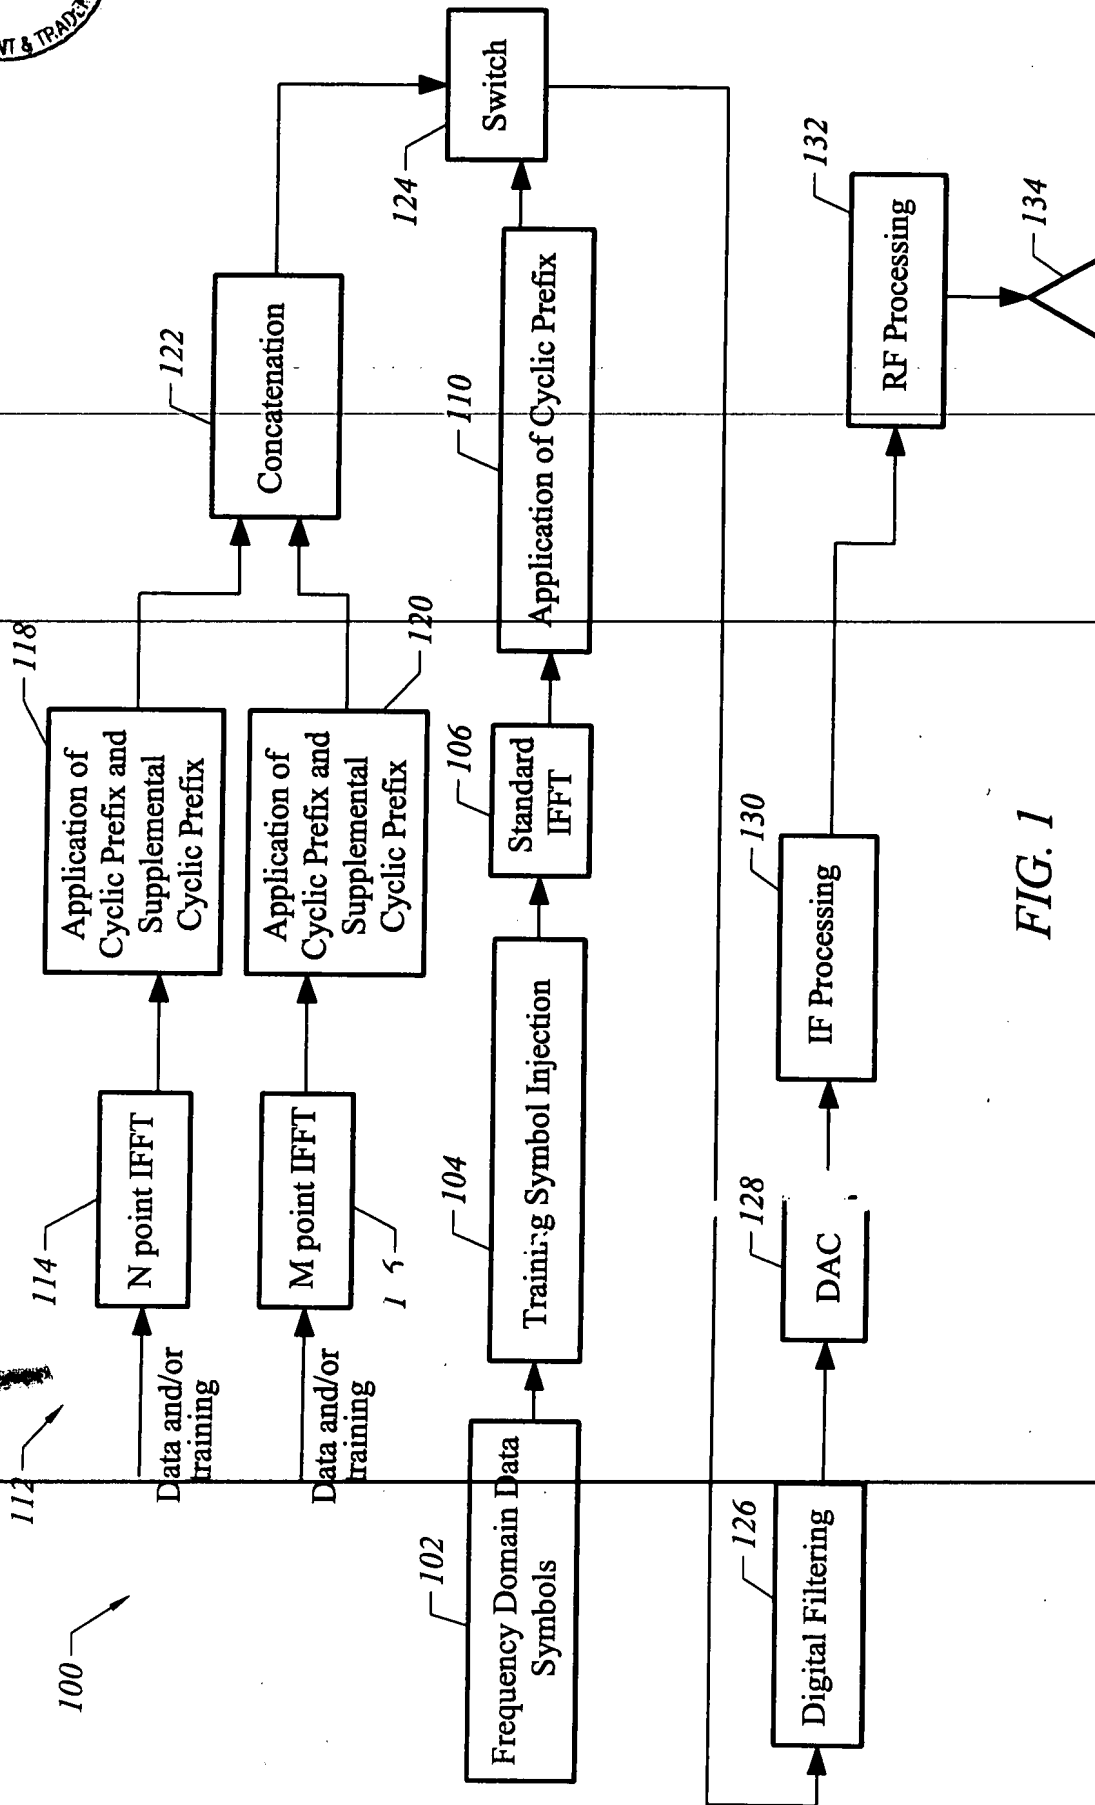 100
112
Data and/or
training
114
N point IFFT
118
Application of
Cyclic Prefix and
Supplemental
Cyclic Prefix
122
Concatenation
Data and/or
training
M point IFFT
120
Application of
Cyclic Prefix and
Supplemental
Cyclic Prefix
124
Switch
102
Frequency Domain Data
Symbols
104
Training Symbol Injection
106
Standard
IFFT
110
Application of Cyclic Prefix
126
Digital Filtering
128
DAC
130
IF Processing
132
RF Processing
134
FIG. 1